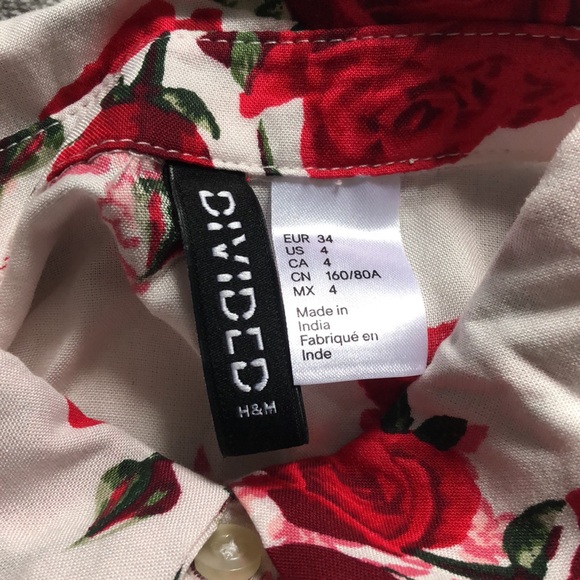 DIVIDED
H&M
EUR 34
US 4
CA 4
CN 160/80A
MX 4
Made in
India
Fabriqué en
Inde